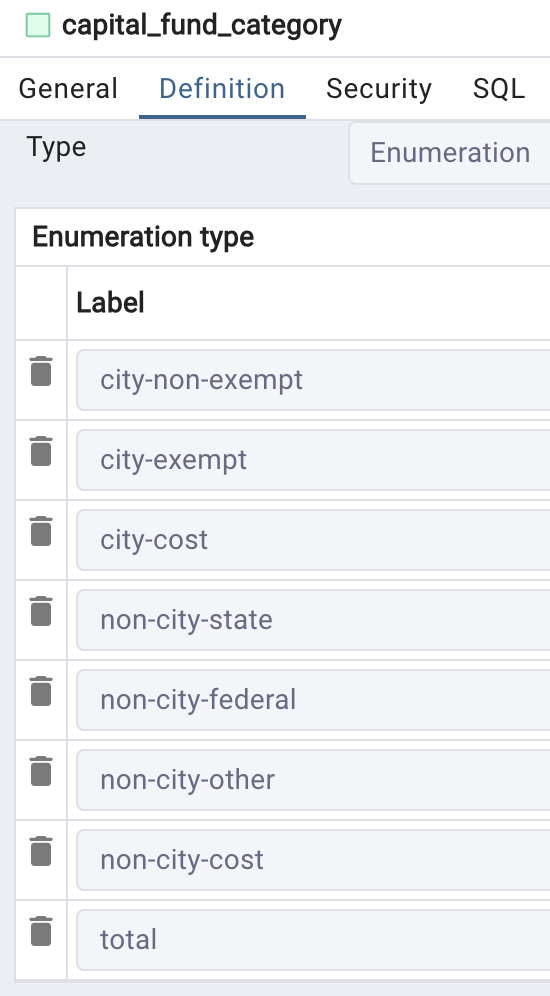 capital_fund_category
General Definition Security SQL
Type Enumeration
Enumeration type
Label
city-non-exempt
city-exempt
city-cost
non-city-state
non-city-federal
non-city-other
non-city-cost
total